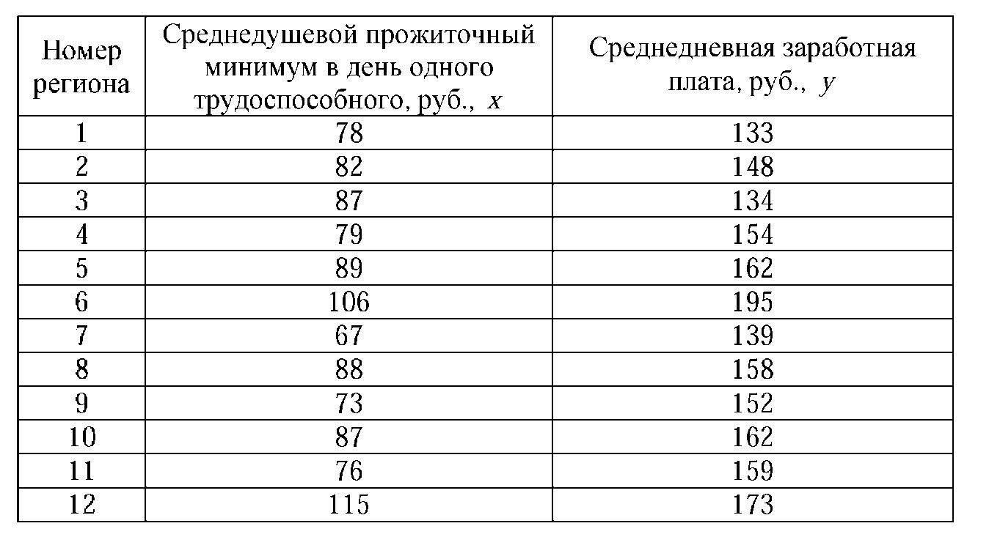 Номер региона
Среднедушевой прожиточный минимум в день одного трудоспособного, руб., x
Среднедневная заработная плата, руб., y
1 78 133
2 82 148
3 87 134
4 79 154
5 89 162
6 106 195
7 67 139
8 88 158
9 73 152
10 87 162
11 76 159
12 115 173